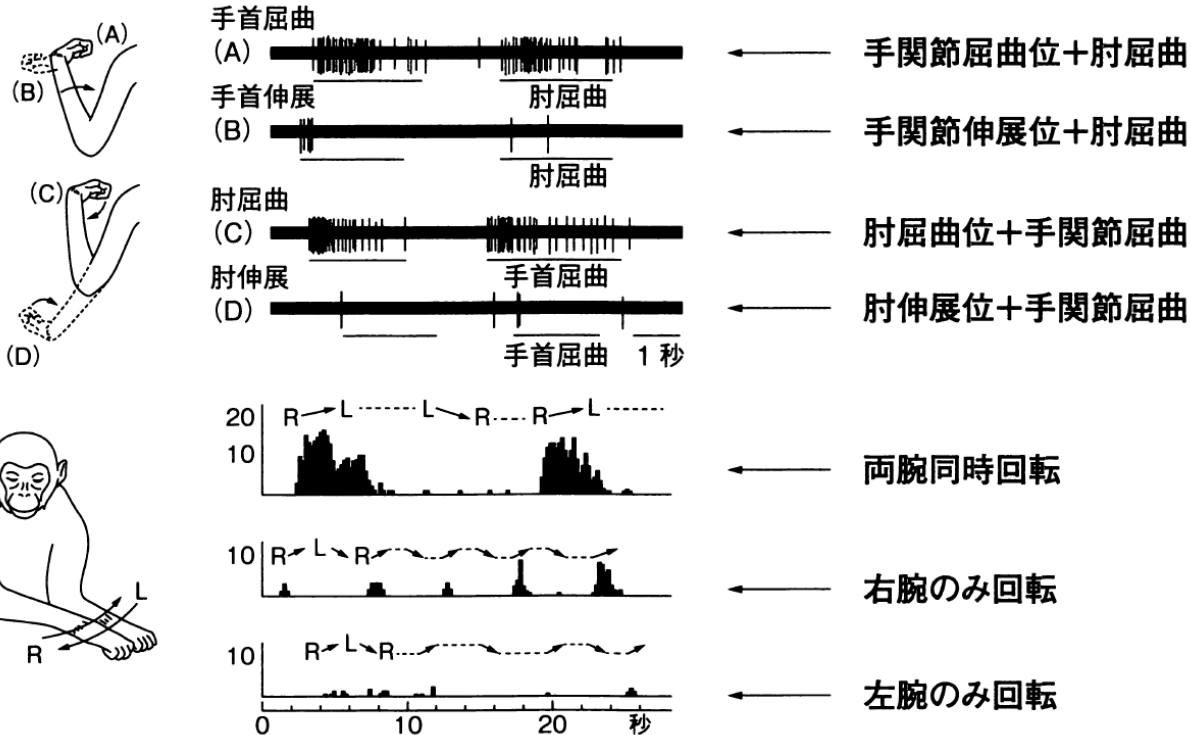 手首屈曲
(A)
(A)
手関節屈曲位＋肘屈曲
(B)
肘屈曲
手首伸展
(B)
手関節伸展位＋肘屈曲
肘屈曲
(C)
肘屈曲
(C)
肘屈曲位＋手関節屈曲
手首屈曲
肘伸展
(D)
肘伸展位＋手関節屈曲
(D)
手首屈曲 1 秒
20 R L L R R L
10
両腕同時回転
10 R L R
右腕のみ回転
L
R
10 R L R
左腕のみ回転
0 10 20 秒